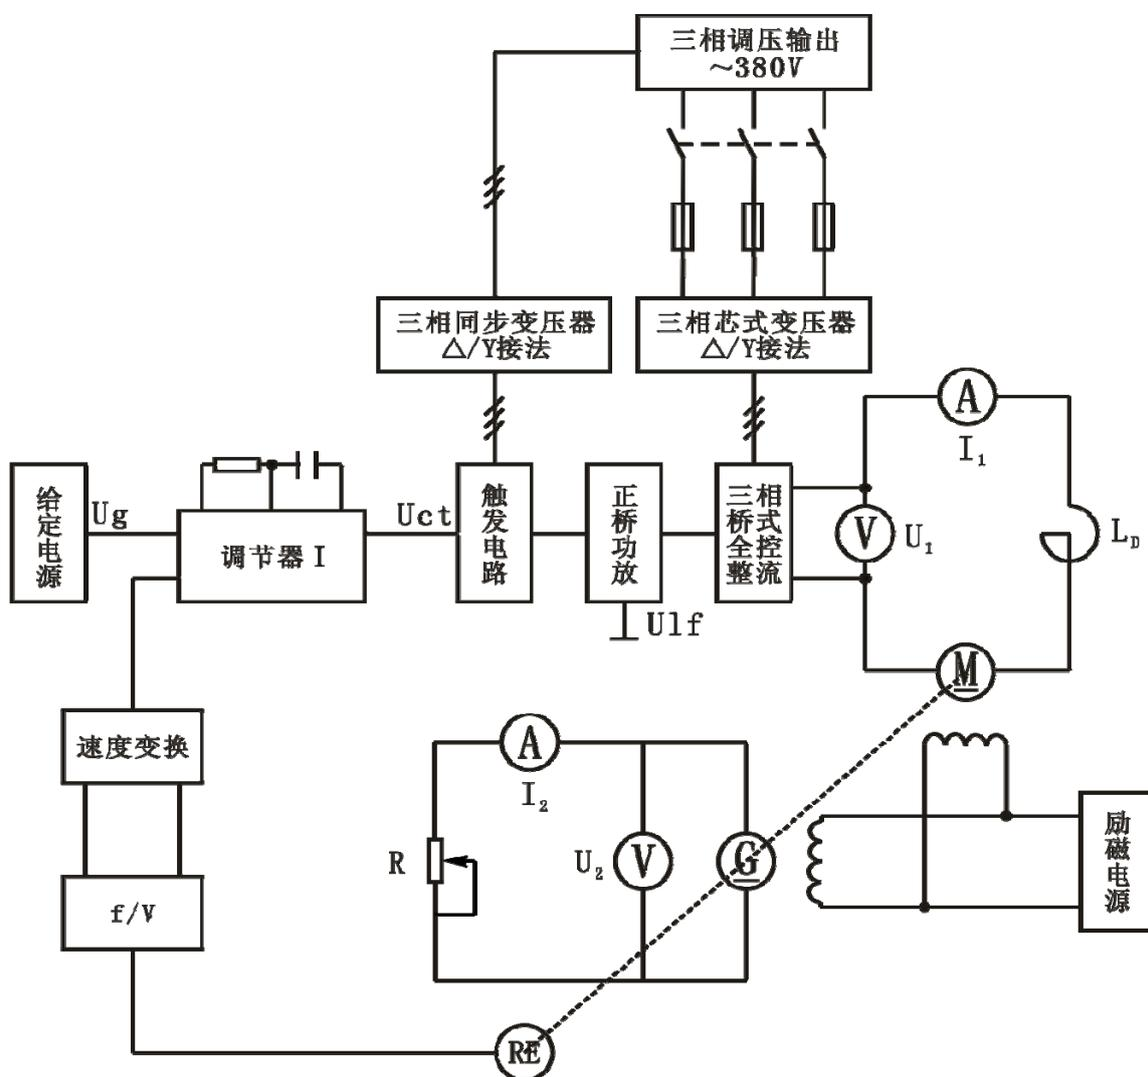 三相调压输出
~380V
三相同步变压器
△/Y接法
三相芯式变压器
△/Y接法
A
I₁
给定电源
Ug
调节器I
Uct
触发电路
正桥功放
Ulf
三相桥式全控整流
V
U₁
L_D
M
速度变换
A
I₂
R
U₂
V
G
励磁电源
f/V
RE